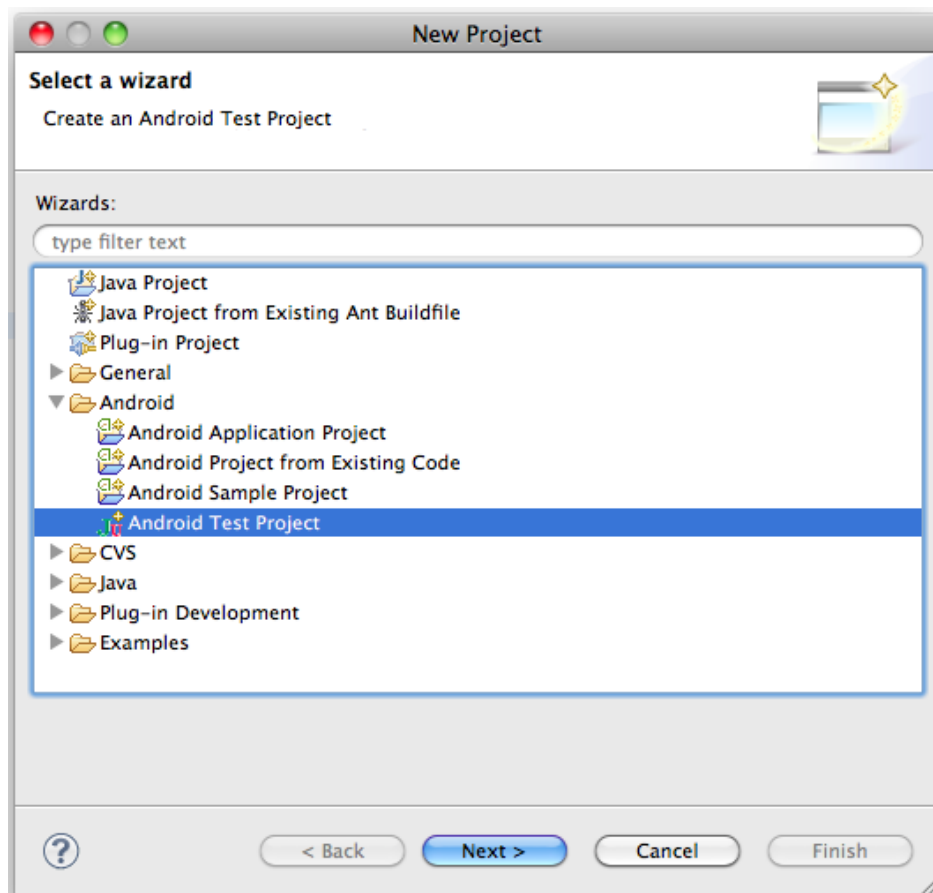 New Project
Select a wizard
Create an Android Test Project
Wizards:
type filter text
Java Project
Java Project from Existing Ant Buildfile
Plug-in Project
General
Android
Android Application Project
Android Project from Existing Code
Android Sample Project
Android Test Project
CVS
Java
Plug-in Development
Examples
? < Back Next > Cancel Finish